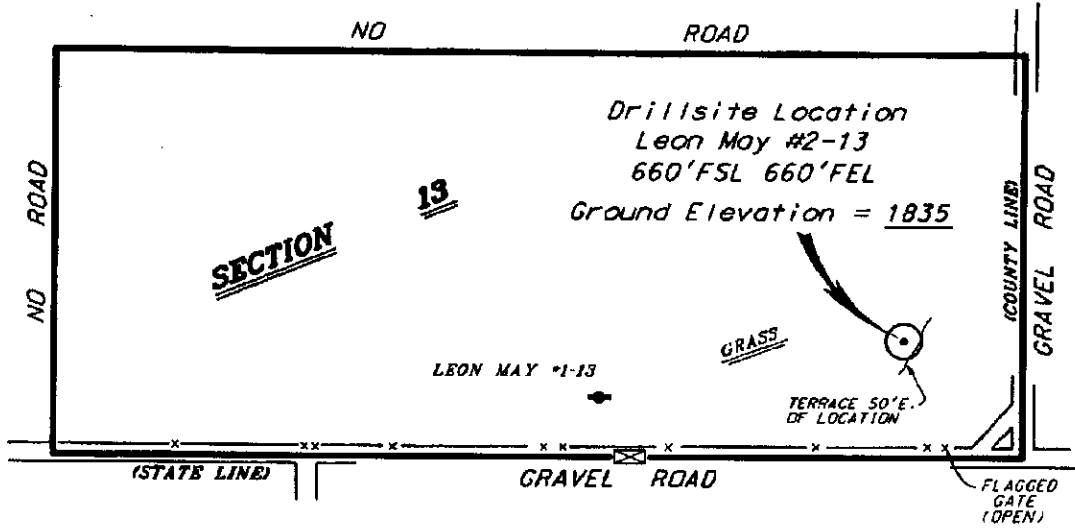 NO ROAD
NO ROAD
Drillsite Location
Leon May #2-13
660'FSL 660'FEL
Ground Elevation = 1835
SECTION 13
(COUNTY LINE)
GRAVEL ROAD
GRASS
LEON MAY #1-13
TERRACE 50'E.
OF LOCATION
(STATE LINE)
GRAVEL ROAD
FLAGGED
GATE
(OPEN)